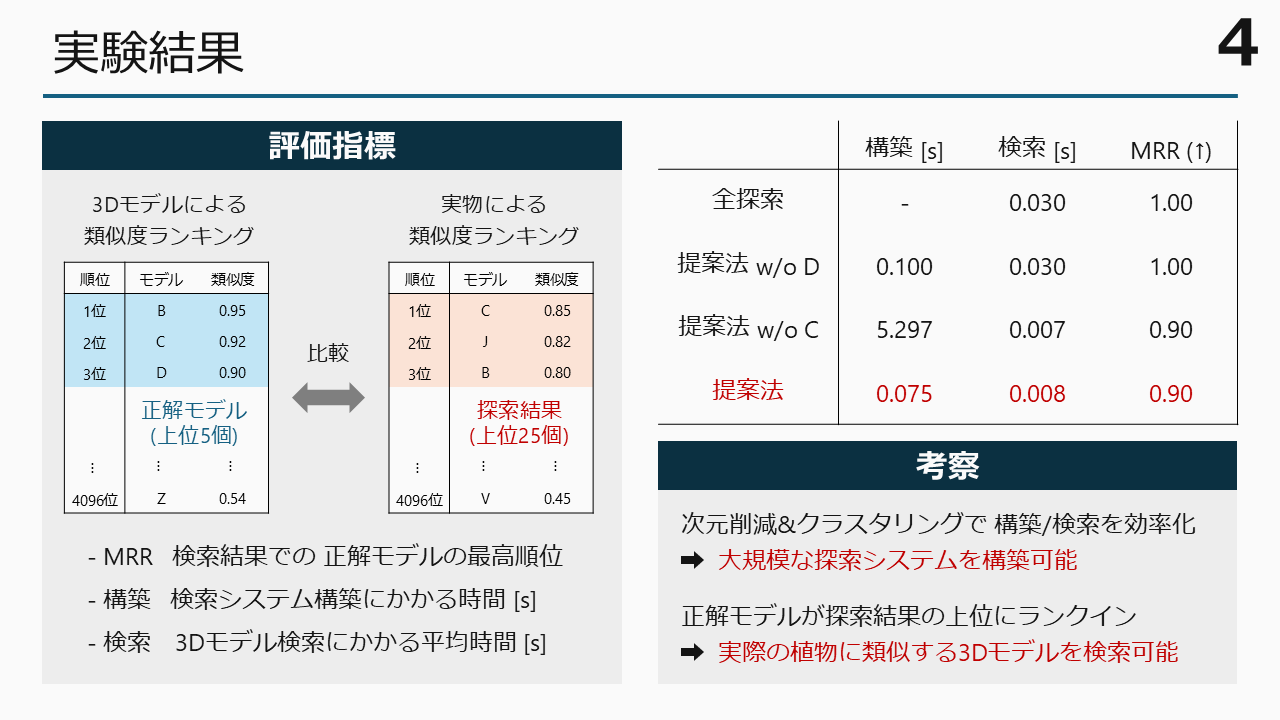 実験結果
4
評価指標
3Dモデルによる
類似度ランキング
順位 モデル 類似度
1位 B 0.95
2位 C 0.92
3位 D 0.90
正解モデル
(上位5個)
⋮ ⋮ ⋮
4096位 Z 0.54
比較
実物による
類似度ランキング
順位 モデル 類似度
1位 C 0.85
2位 J 0.82
3位 B 0.80
探索結果
(上位25個)
⋮ ⋮ ⋮
4096位 V 0.45
- MRR 検索結果での 正解モデルの最高順位
- 構築 検索システム構築にかかる時間 [s]
- 検索 3Dモデル検索にかかる平均時間 [s]
構築 [s] 検索 [s] MRR (↑)
全探索 - 0.030 1.00
提案法 w/o D 0.100 0.030 1.00
提案法 w/o C 5.297 0.007 0.90
提案法 0.075 0.008 0.90
考察
次元削減&クラスタリングで 構築/検索を効率化
➡ 大規模な探索システムを構築可能
正解モデルが探索結果の上位にランクイン
➡ 実際の植物に類似する3Dモデルを検索可能